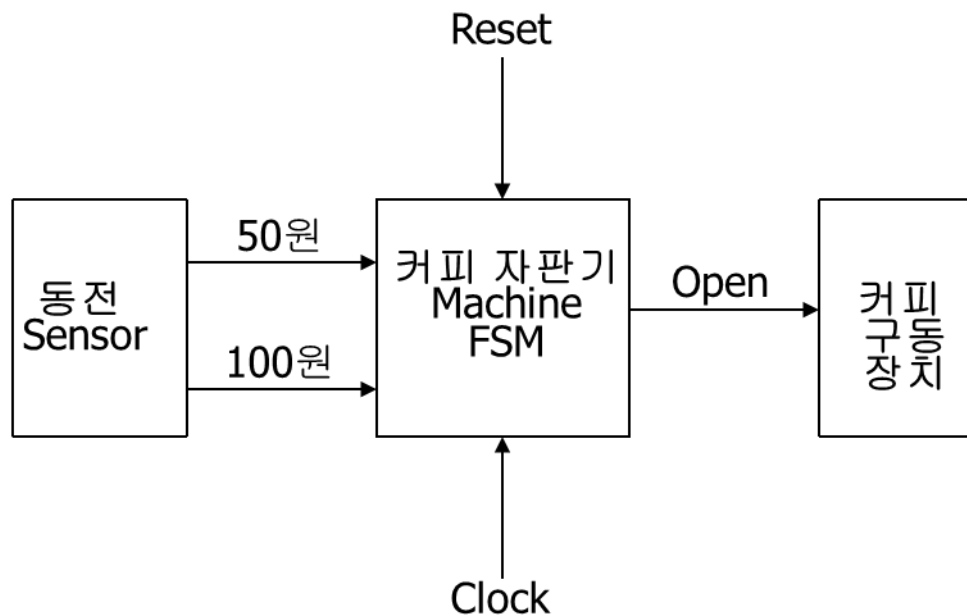 Reset
동전
Sensor
50원
100원
커피 자판기
Machine
FSM
Open
커피
구동
장치
Clock